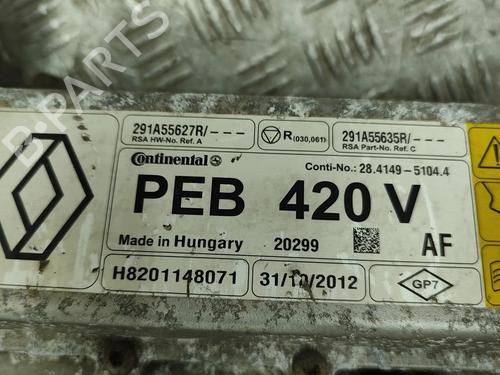 B-PARTS
291A55627R/---
RSA HW-No. Ref. A
R (030,061)
291A55635R/---
RSA Part-No. Ref. C
Continental
Conti-No.: 28.4149-5104.4
PEB 420 V
Made in Hungary 20299 AF
H8201148071
31/10/2012
GP7